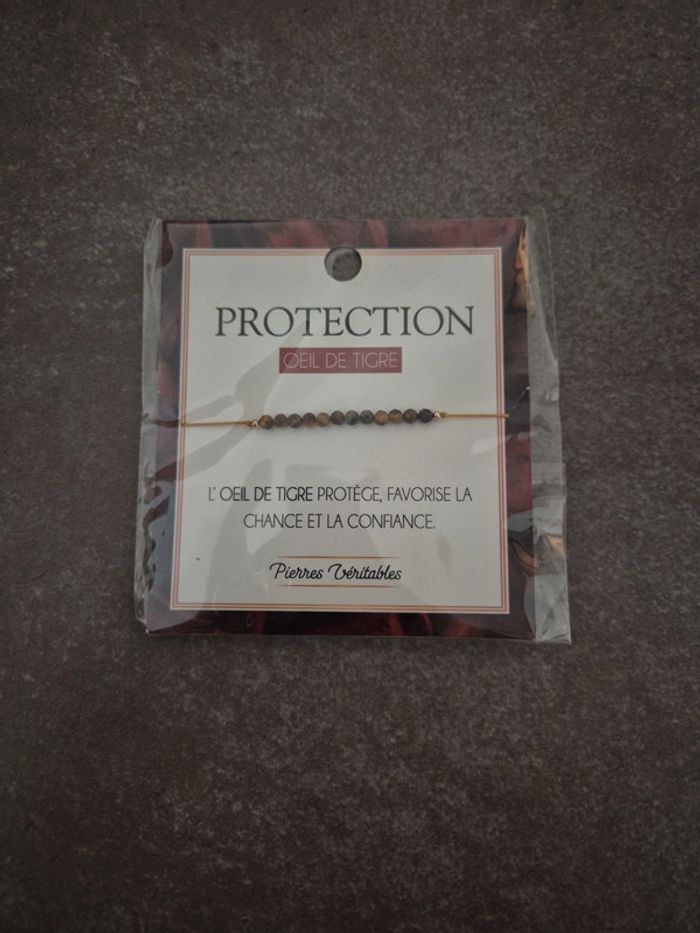 PROTECTION
OEIL DE TIGRE
L' OEIL DE TIGRE PROTÈGE, FAVORISE LA
CHANCE ET LA CONFIANCE.
Pierres Véritables